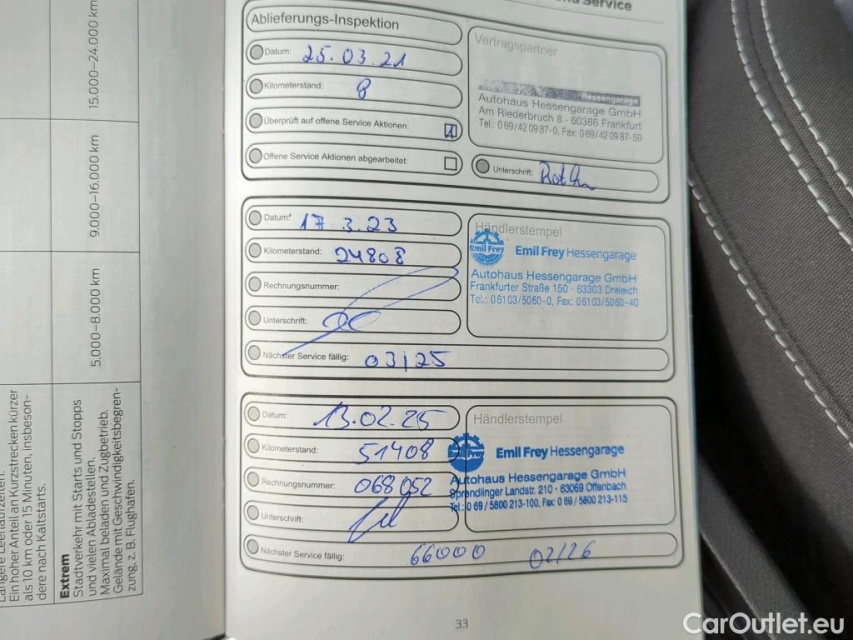 nd Service
Ablieferungs-Inspektion
Datum: 25.03.21
Kilometerstand: 8
Überprüft auf offene Service Aktionen:
Offene Service Aktionen abgearbeitet:
Vertragspartner
Hessengarage
Autohaus Hessengarage GmbH
Am Riederbruch 8 · 60386 Frankfurt
Tel.: 0 69/42 09 87-0, Fax: 0 69/42 09 87-59
Unterschrift:
Datum: 17 3.23
Kilometerstand: 24808
Rechnungsnummer:
Unterschrift:
Nächster Service fällig: 03/25
Händlerstempel
Emil Frey
Emil Frey Hessengarage
Autohaus Hessengarage GmbH
Frankfurter Straße 150 · 63303 Dreieich
Tel.: 06103/5060-0, Fax: 06103/5060-40
Datum: 13.02.25
Kilometerstand: 51408
Rechnungsnummer: 068052
Unterschrift:
Nächster Service fällig: 66000 02/26
Händlerstempel
Emil Frey
Emil Frey Hessengarage
Autohaus Hessengarage GmbH
Sprendlinger Landstr. 210 · 63069 Offenbach
Tel.: 0 69 / 5800 213-100, Fax: 0 69 / 5800 213-115
33
15.000–24.000 km
9.000–16.000 km
5.000–8.000 km
Ein hoher Anteil an Kurzstrecken kürzer
als 10 km oder 15 Minuten, insbeson-
dere nach Kaltstarts.
Extrem
Stadtverkehr mit Starts und Stopps
und vielen Abladestellen.
Maximal beladen und Zugbetrieb.
Gelände mit Geschwindigkeitsbegren-
zung, z. B. Flughafen.
CarOutlet.eu